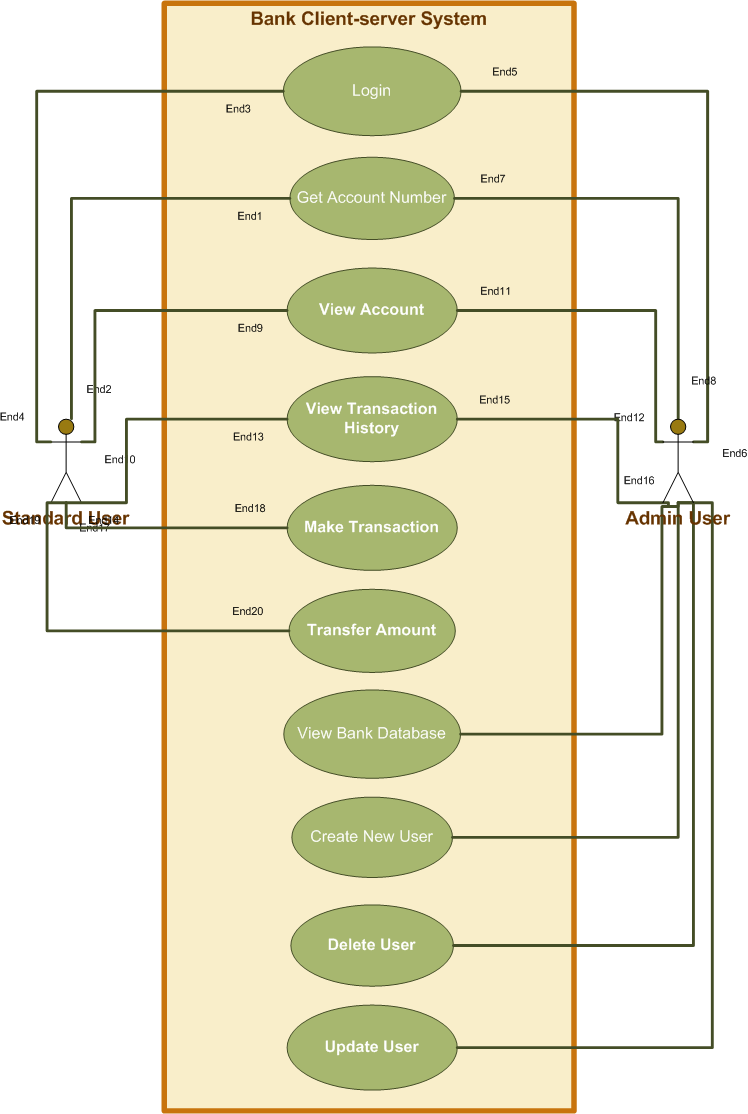 Bank Client-server System
End5
Login
End3
End7
Get Account Number
End1
End11
View Account
End9
End8
End2
End15
View Transaction
History
End4
End12
End13
End10
End6
End16
End18
Standard User
End19
End17
Make Transaction
Admin User
End20
Transfer Amount
View Bank Database
Create New User
Delete User
Update User